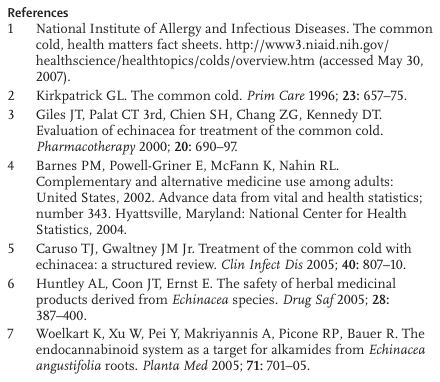 References
1 National Institute of Allergy and Infectious Diseases. The common
cold, health matters fact sheets. http://www3.niaid.nih.gov/
healthscience/healthtopics/colds/overview.htm (accessed May 30,
2007).
2 Kirkpatrick GL. The common cold. Prim Care 1996; 23: 657–75.
3 Giles JT, Palat CT 3rd, Chien SH, Chang ZG, Kennedy DT.
Evaluation of echinacea for treatment of the common cold.
Pharmacotherapy 2000; 20: 690–97.
4 Barnes PM, Powell-Griner E, McFann K, Nahin RL.
Complementary and alternative medicine use among adults:
United States, 2002. Advance data from vital and health statistics;
number 343. Hyattsville, Maryland: National Center for Health
Statistics, 2004.
5 Caruso TJ, Gwaltney JM Jr. Treatment of the common cold with
echinacea: a structured review. Clin Infect Dis 2005; 40: 807–10.
6 Huntley AL, Coon JT, Ernst E. The safety of herbal medicinal
products derived from Echinacea species. Drug Saf 2005; 28:
387–400.
7 Woelkart K, Xu W, Pei Y, Makriyannis A, Picone RP, Bauer R. The
endocannabinoid system as a target for alkamides from Echinacea
angustifolia roots. Planta Med 2005; 71: 701–05.